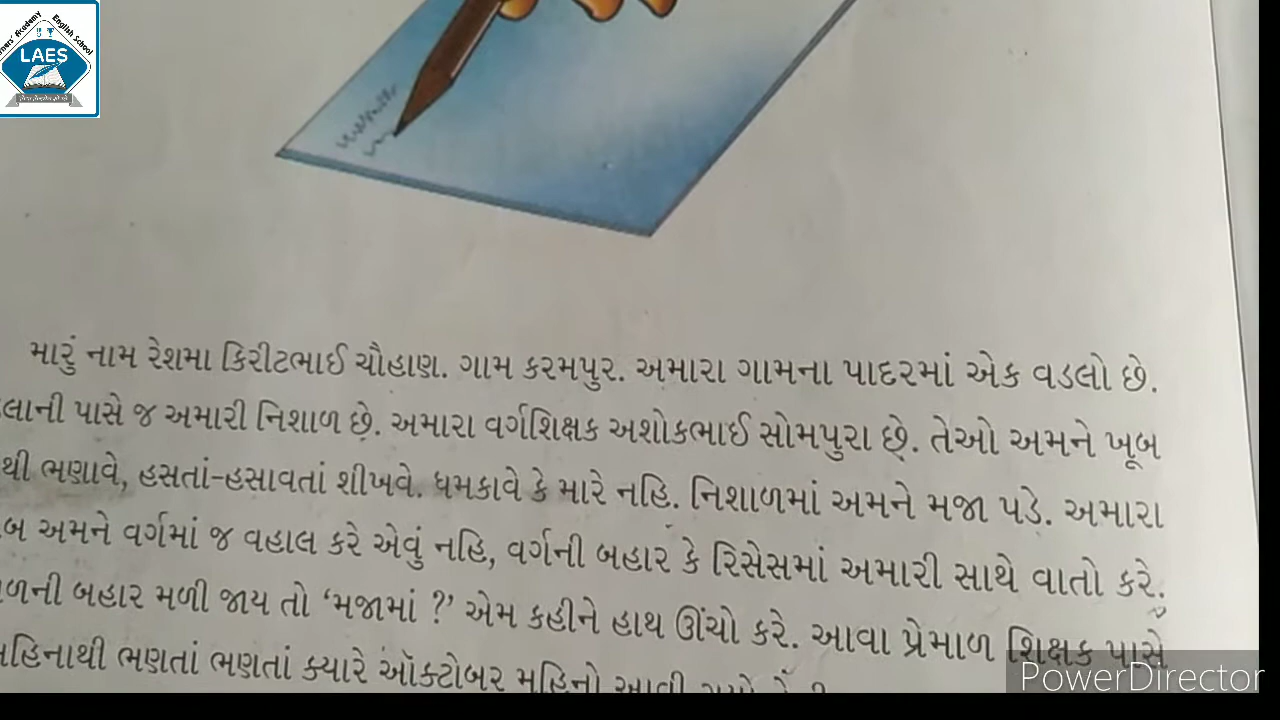 English School
LAES
મારું નામ રેશમા કિરીટભાઈ ચૌહાણ. ગામ કરમપુર. અમારા ગામના પાદરમાં એક વડલો છે.
લાની પાસે જ અમારી નિશાળ છે. અમારા વર્ગશિક્ષક અશોકભાઈ સોમપુરા છે. તેઓ અમને ખૂબ
થી ભણાવે, હસતાં-હસાવતાં શીખવે. ધમકાવે કે મારે નહિ. નિશાળમાં અમને મજા પડે. અમારા
બ અમને વર્ગમાં જ વહાલ કરે એવું નહિ, વર્ગની બહાર કે રિસેસમાં અમારી સાથે વાતો કરે.
ળની બહાર મળી જાય તો ‘મજામાં ?’ એમ કહીને હાથ ઊંચો કરે. આવા પ્રેમાળ શિક્ષક પાસે
મહિનાથી ભણતાં ભણતાં ક્યારે ઑક્ટોબર મહિનો
PowerDirector